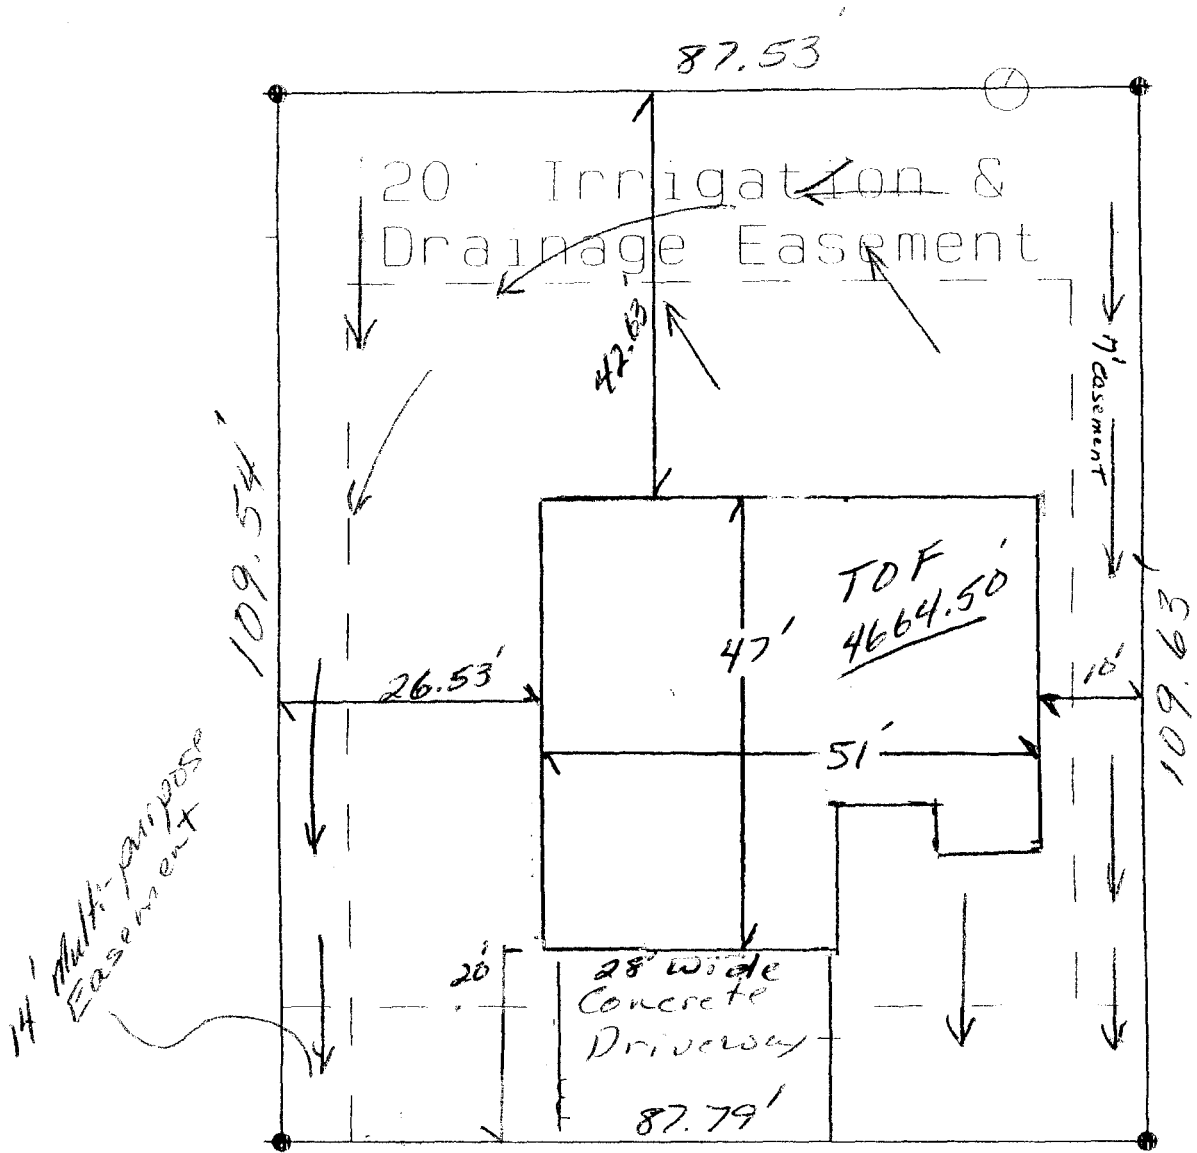 87.53'
20' Irrigation &
Drainage Easement
42.63'
7' Easement
109.54'
TOF
4664.50'
47'
26.53'
10'
109.63'
51'
14' Multi-purpose
Easement
20'
28' Wide
Concrete
Driveway
87.79'